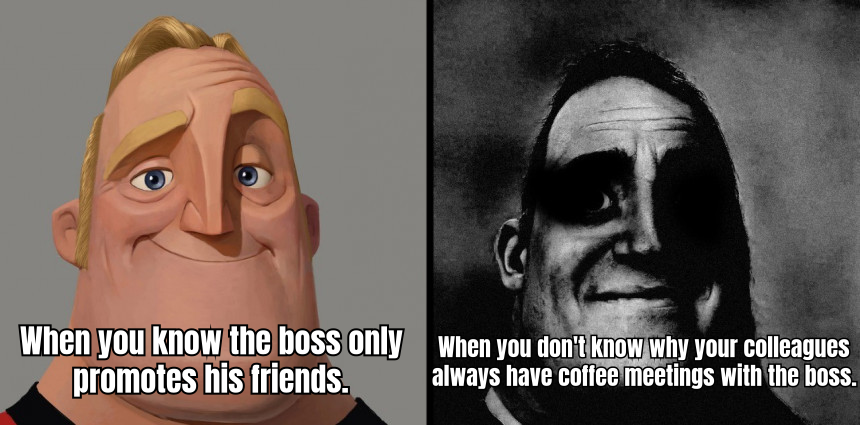 When you know the boss only
promotes his friends.
When you don't know why your colleagues
always have coffee meetings with the boss.